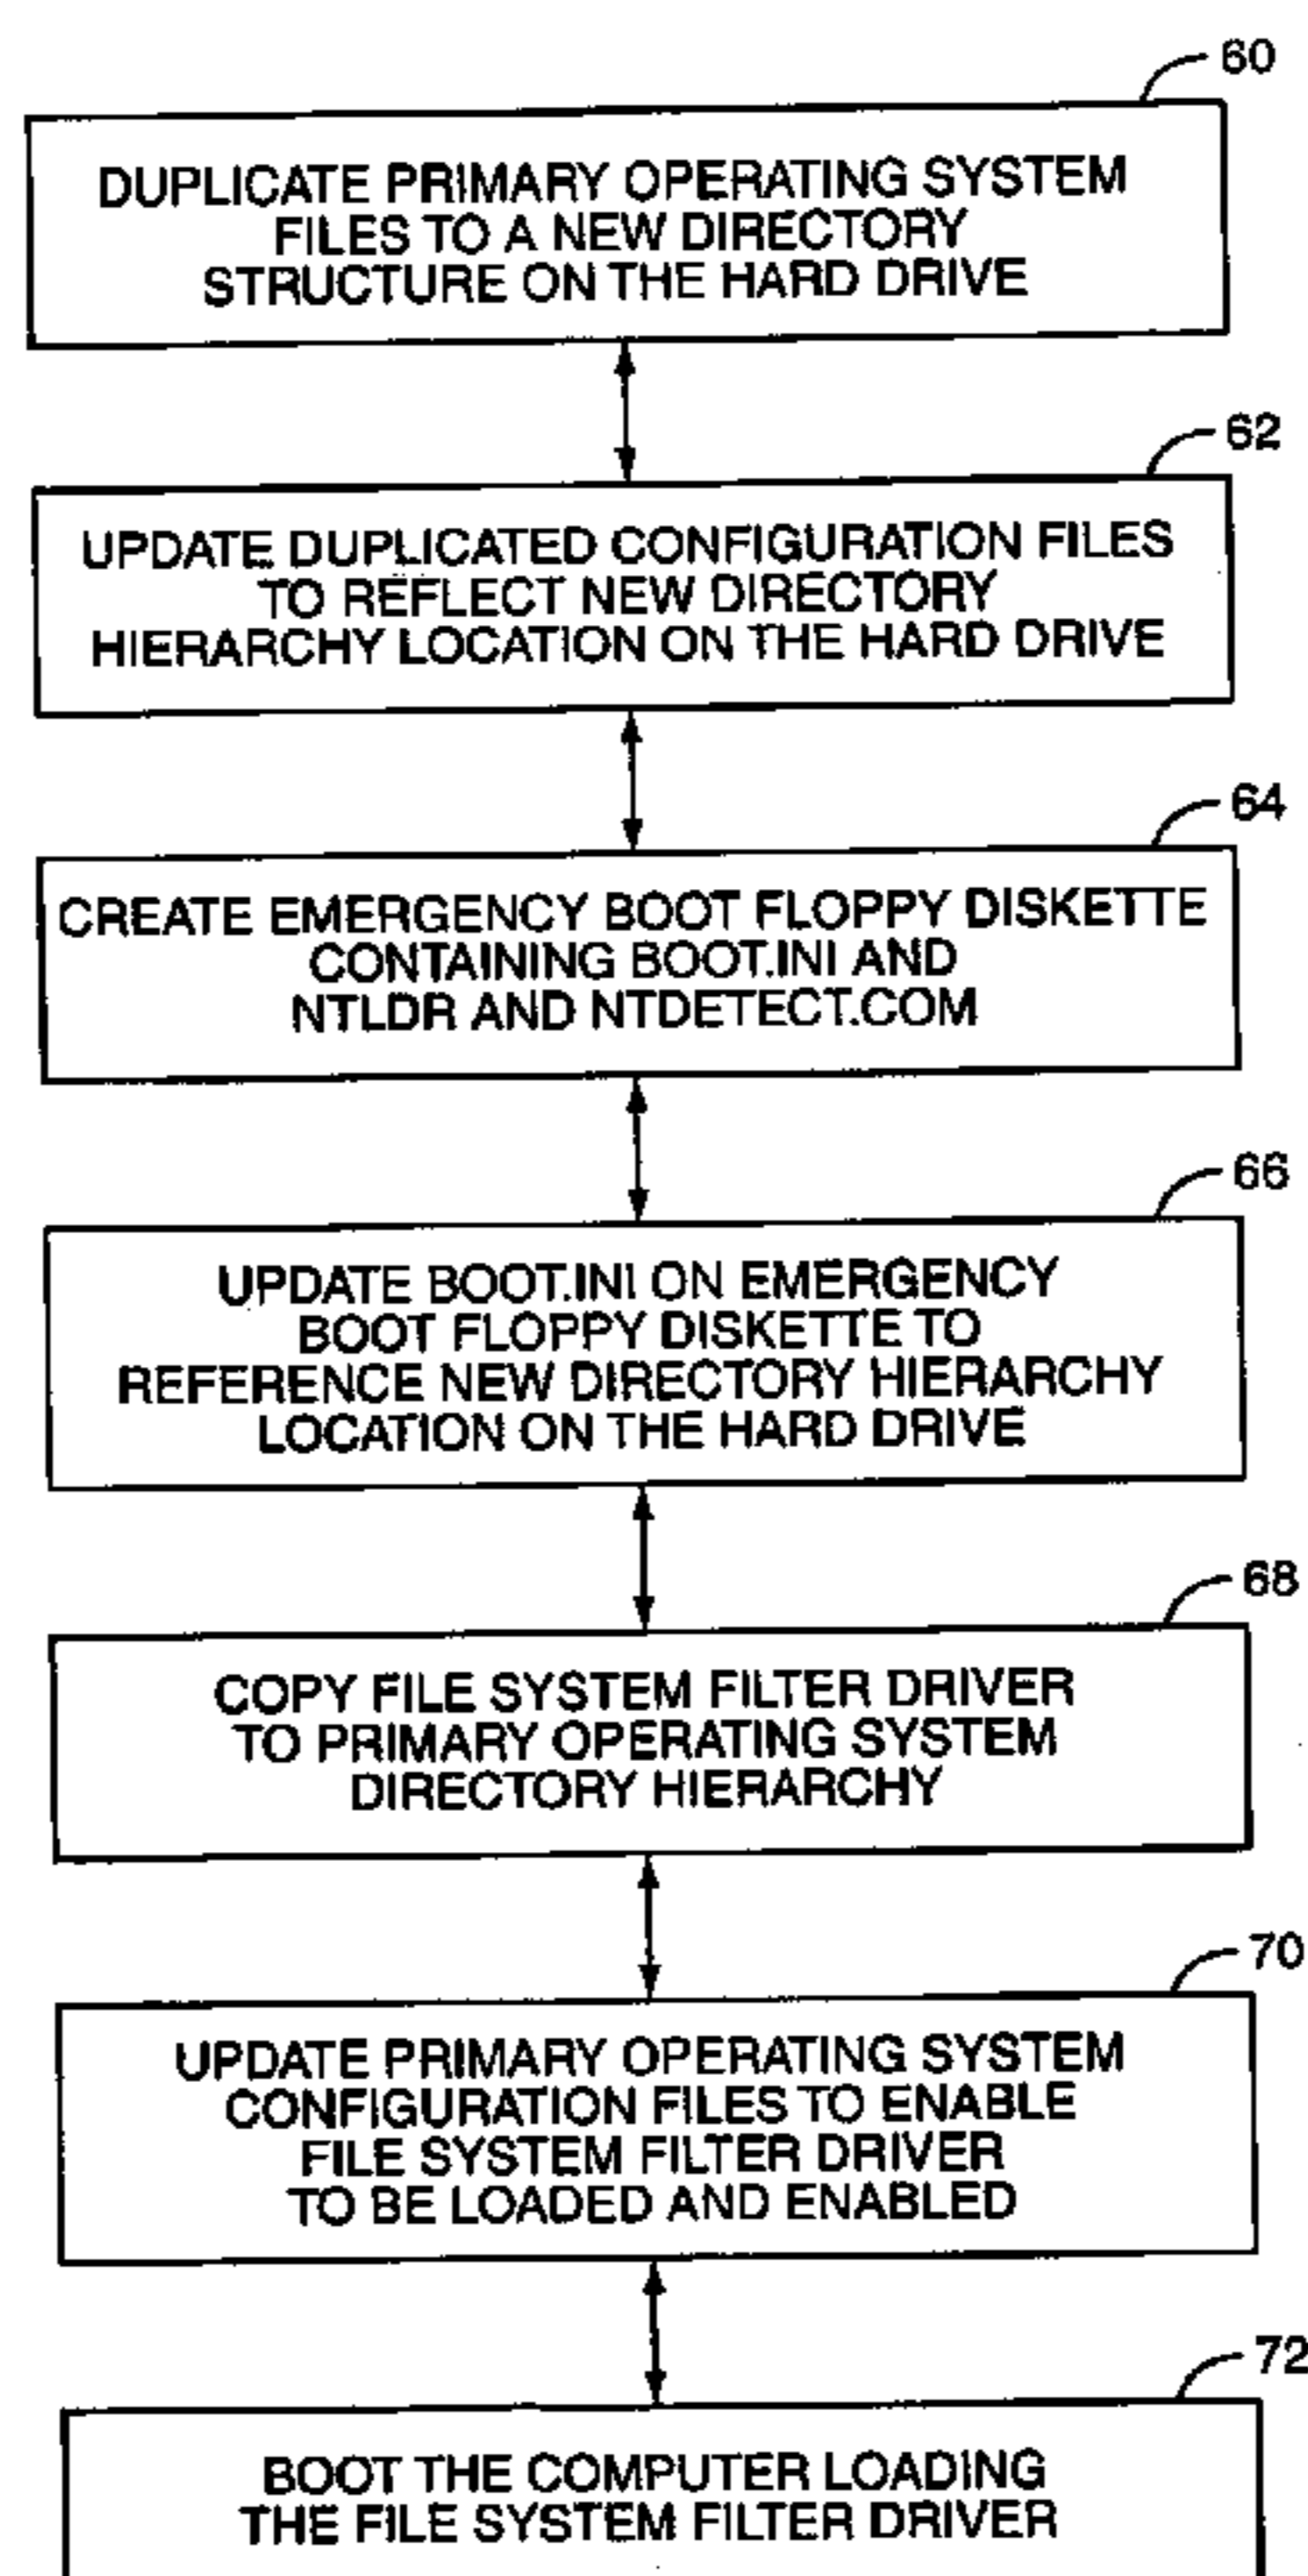 60
DUPLICATE PRIMARY OPERATING SYSTEM
FILES TO A NEW DIRECTORY
STRUCTURE ON THE HARD DRIVE
62
UPDATE DUPLICATED CONFIGURATION FILES
TO REFLECT NEW DIRECTORY
HIERARCHY LOCATION ON THE HARD DRIVE
64
CREATE EMERGENCY BOOT FLOPPY DISKETTE
CONTAINING BOOT.INI AND
NTLDR AND NTDETECT.COM
66
UPDATE BOOT.INI ON EMERGENCY
BOOT FLOPPY DISKETTE TO
REFERENCE NEW DIRECTORY HIERARCHY
LOCATION ON THE HARD DRIVE
68
COPY FILE SYSTEM FILTER DRIVER
TO PRIMARY OPERATING SYSTEM
DIRECTORY HIERARCHY
70
UPDATE PRIMARY OPERATING SYSTEM
CONFIGURATION FILES TO ENABLE
FILE SYSTEM FILTER DRIVER
TO BE LOADED AND ENABLED
72
BOOT THE COMPUTER LOADING
THE FILE SYSTEM FILTER DRIVER